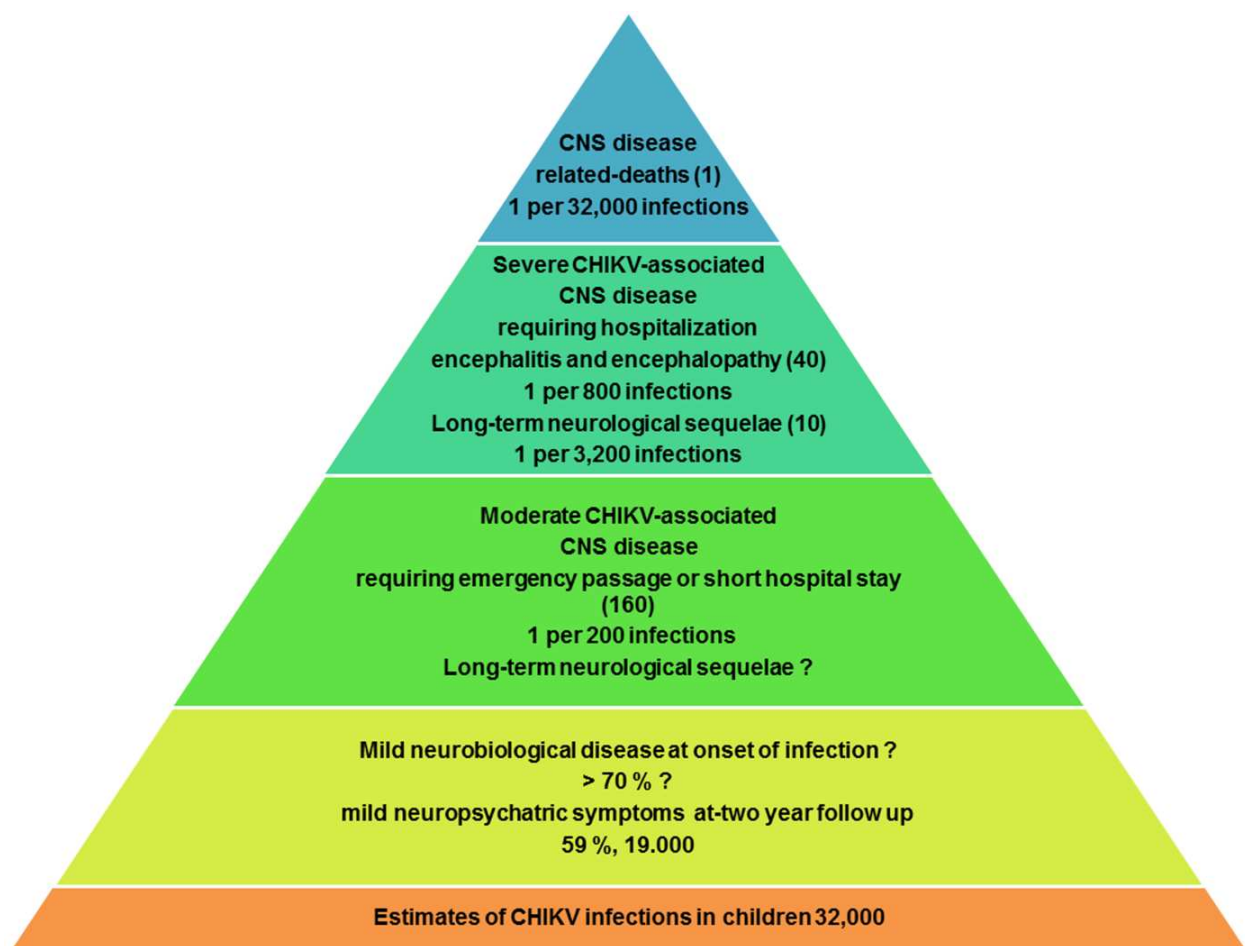 CNS disease
related-deaths (1)
1 per 32,000 infections
Severe CHIKV-associated
CNS disease
requiring hospitalization
encephalitis and encephalopathy (40)
1 per 800 infections
Long-term neurological sequelae (10)
1 per 3,200 infections
Moderate CHIKV-associated
CNS disease
requiring emergency passage or short hospital stay
(160)
1 per 200 infections
Long-term neurological sequelae ?
Mild neurobiological disease at onset of infection ?
> 70 % ?
mild neuropsychatric symptoms at-two year follow up
59 %, 19.000
Estimates of CHIKV infections in children 32,000